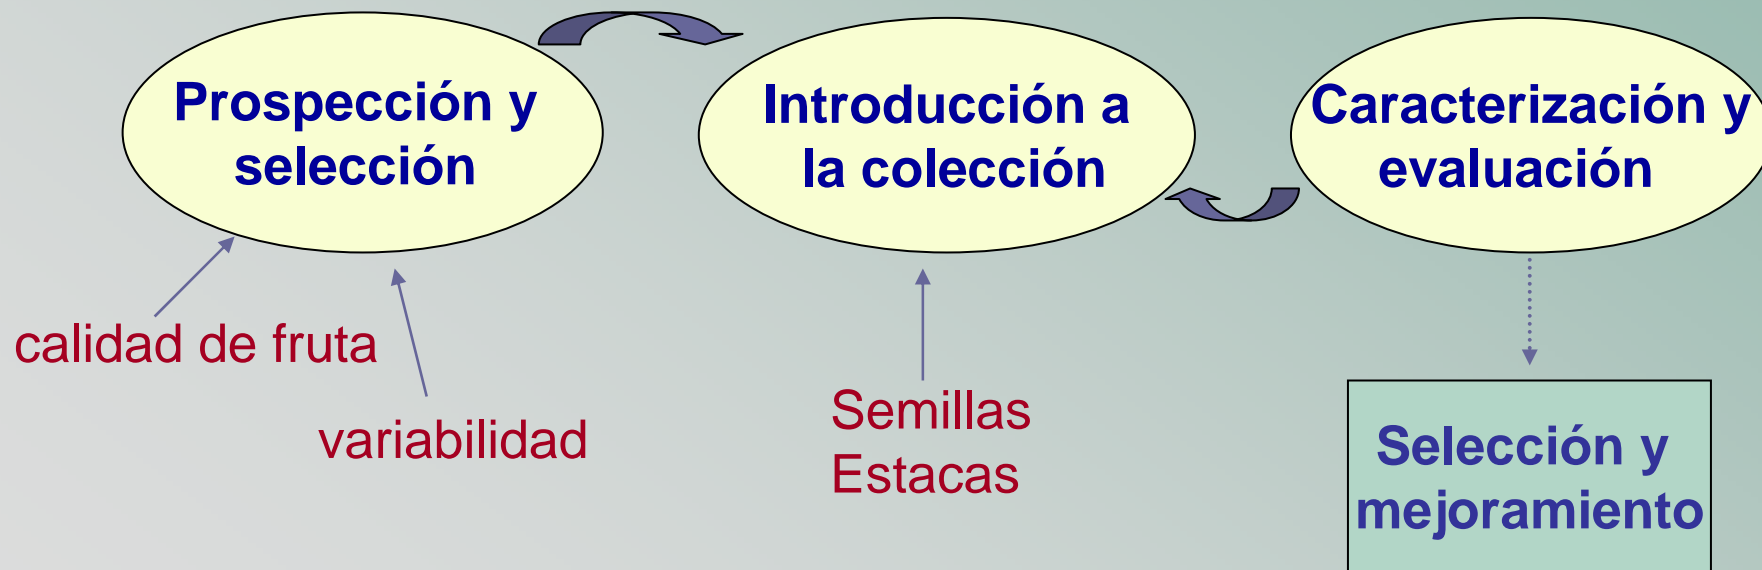 Prospección y
selección
Introducción a
la colección
Caracterización y
evaluación
calidad de fruta
variabilidad
Semillas
Estacas
Selección y
mejoramiento